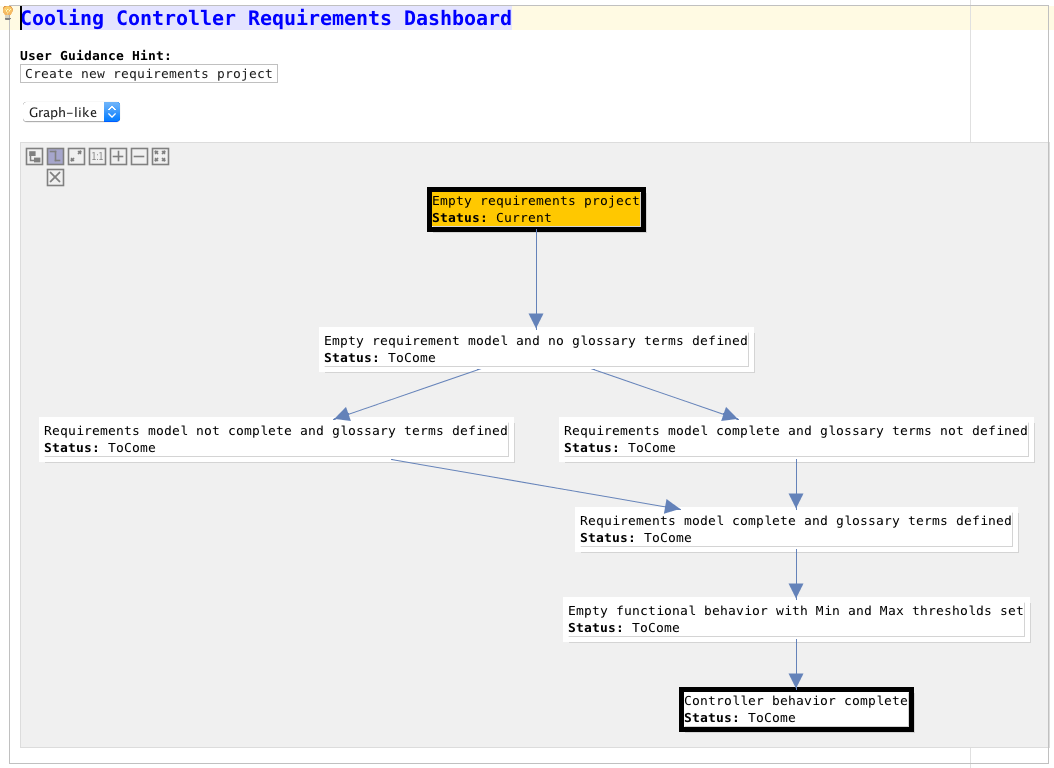 Cooling Controller Requirements Dashboard
User Guidance Hint:
Create new requirements project
Graph-like
1:1
Empty requirements project
Status: Current
Empty requirement model and no glossary terms defined
Status: ToCome
Requirements model not complete and glossary terms defined
Status: ToCome
Requirements model complete and glossary terms not defined
Status: ToCome
Requirements model complete and glossary terms defined
Status: ToCome
Empty functional behavior with Min and Max thresholds set
Status: ToCome
Controller behavior complete
Status: ToCome